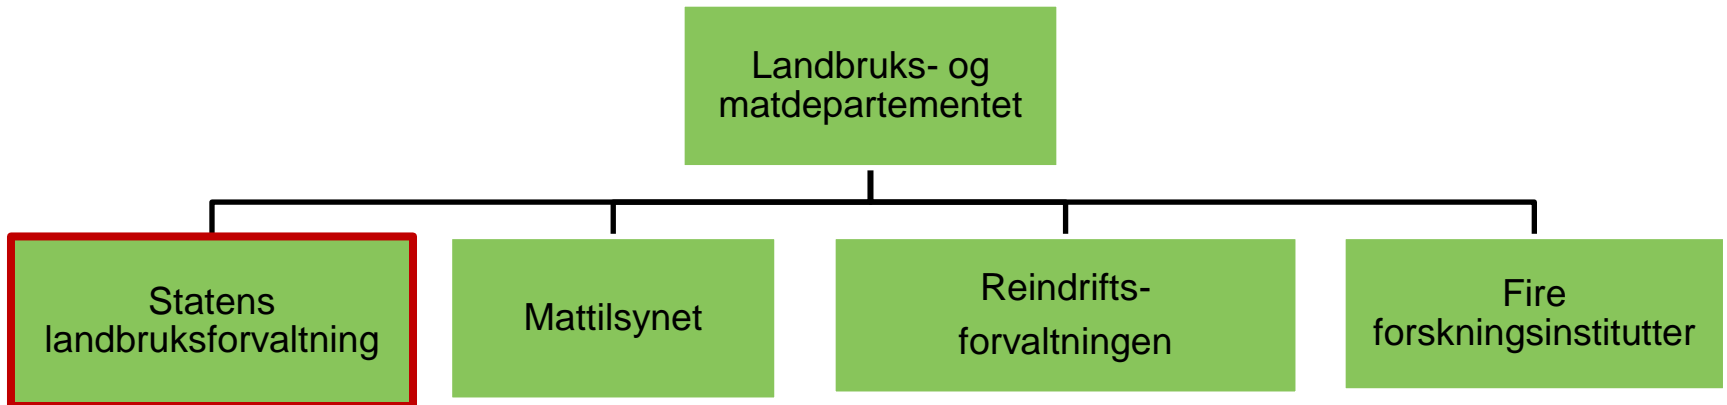 Landbruks- og
matdepartementet
Statens
landbruksforvaltning
Mattilsynet
Reindrifts-
forvaltningen
Fire
forskningsinstitutter